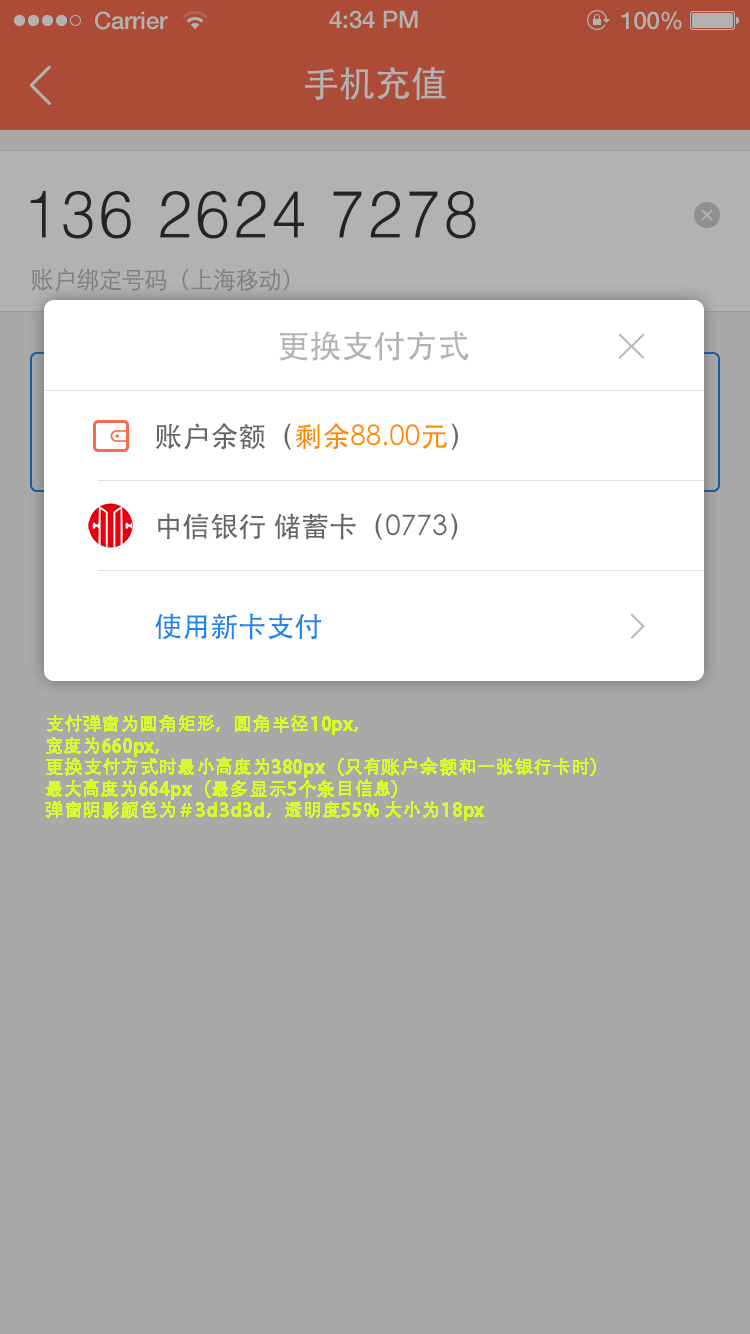 Carrier 4:34 PM 100%
手机充值
136 2624 7278
账户绑定号码（上海移动）
更换支付方式
账户余额（剩余88.00元）
中信银行 储蓄卡（0773）
使用新卡支付
支付弹窗为圆角矩形，圆角半径10px,
宽度为660px,
更换支付方式时最小高度为380px（只有账户余额和一张银行卡时）
最大高度为664px（最多显示5个条目信息）
弹窗阴影颜色为＃3d3d3d，透明度55% 大小为18px